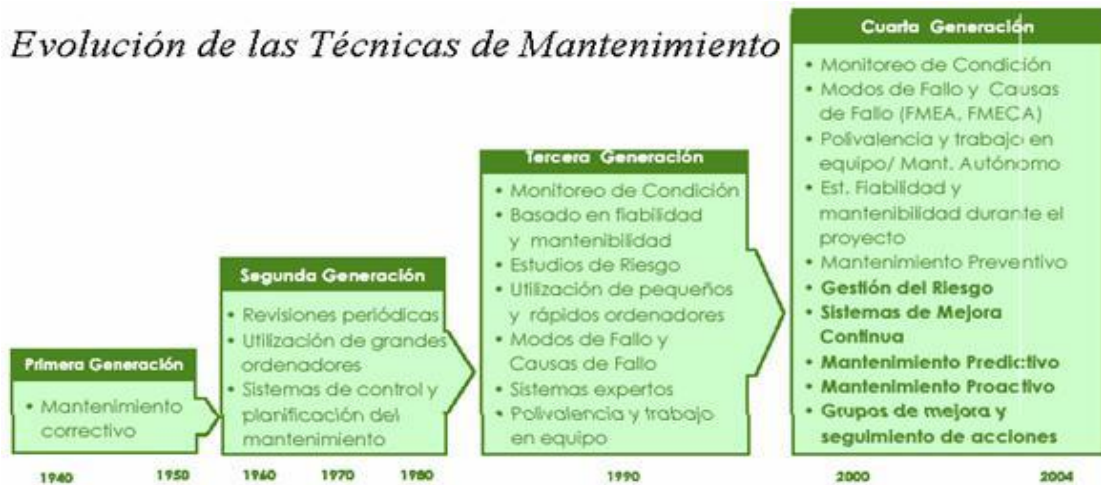 Evolución de las Técnicas de Mantenimiento
Primera Generación
• Mantenimiento
correctivo
Segunda Generación
• Revisiones periódicas
• Utilización de grandes
ordenadores
• Sistemas de control y
planificación del
mantenimiento
Tercera Generación
• Monitoreo de Condición
• Basado en fiabilidad
y mantenibilidad
• Estudios de Riesgo
• Utilización de pequeños
y rápidos ordenadores
• Modos de Fallo y
Causas de Fallo
• Sistemas expertos
• Polivalencia y trabajo
en equipo
Cuarta Generación
• Monitoreo de Condición
• Modos de Fallo y Causas
de Fallo (FMEA, FMECA)
• Polivalencia y trabajo en
equipo/ Mant. Autónomo
• Est. Fiabilidad y
mantenibilidad durante el
proyecto
• Mantenimiento Preventivo
• Gestión del Riesgo
• Sistemas de Mejora
Continua
• Mantenimiento Predictivo
• Mantenimiento Proactivo
• Grupos de mejora y
seguimiento de acciones
1940 1950 1960 1970 1980 1990 2000 2004